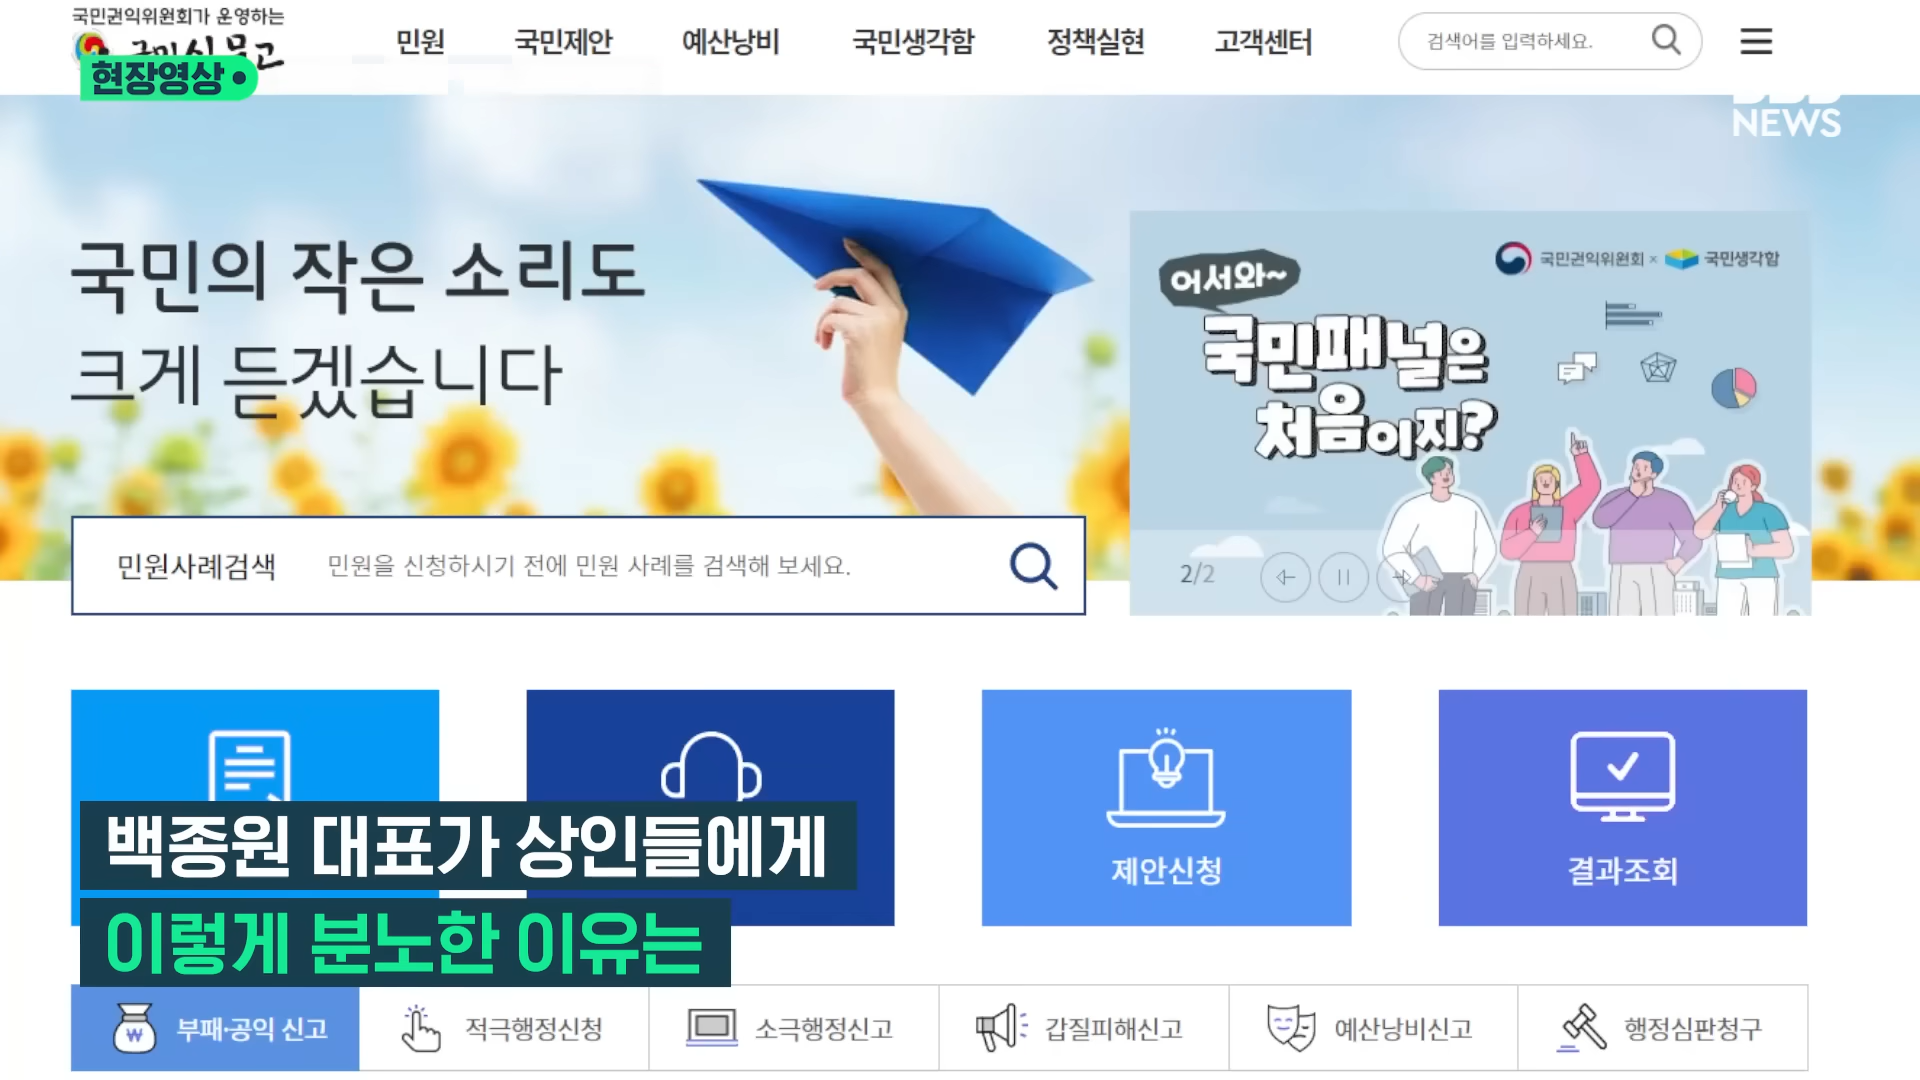 국민권익위원회가 운영하는
현장영상
민원
국민제안
예산낭비
국민생각함
정책실현
고객센터
검색어를 입력하세요.
NEWS
국민의 작은 소리도
크게 듣겠습니다
국민권익위원회 × 국민생각함
어서와~
국민패널은
처음이지?
2/2
민원사례검색
민원을 신청하시기 전에 민원 사례를 검색해 보세요.
제안신청
결과조회
백종원 대표가 상인들에게
이렇게 분노한 이유는
부패·공익 신고
적극행정신청
소극행정신고
갑질피해신고
예산낭비신고
행정심판청구